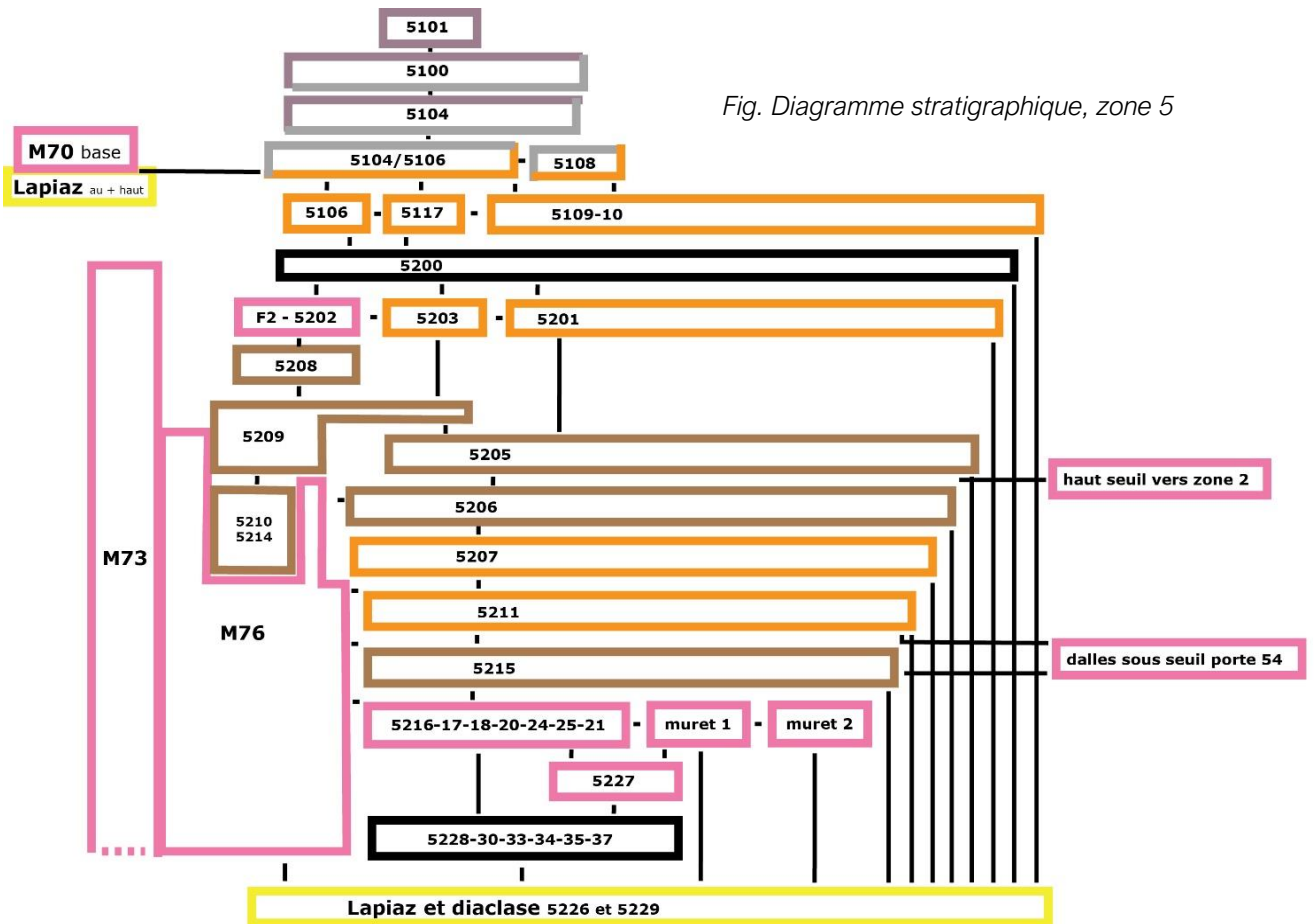 5101
5100
Fig. Diagramme stratigraphique, zone 5
5104
M70 base
5104/5106
5108
Lapiaz au + haut
5106
5117
5109-10
5200
F2 - 5202
5203
5201
5208
5209
5205
haut seuil vers zone 2
5210
5214
5206
M73
5207
5211
M76
5215
dalles sous seuil porte 54
5216-17-18-20-24-25-21
muret 1
muret 2
5227
5228-30-33-34-35-37
Lapiaz et diaclase 5226 et 5229